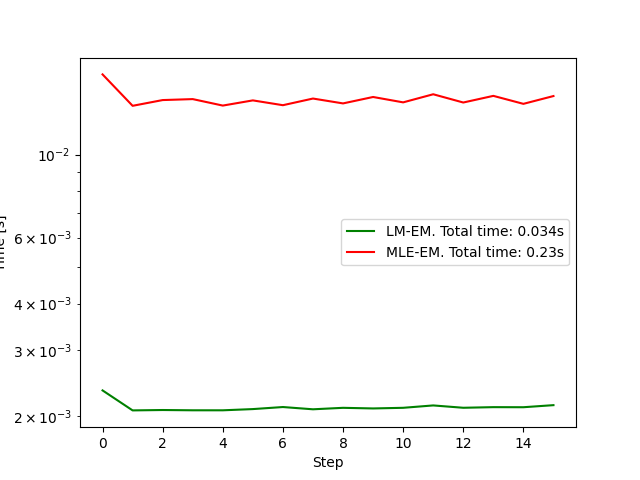 10⁻²
6 × 10⁻³
4 × 10⁻³
3 × 10⁻³
2 × 10⁻³
LM-EM. Total time: 0.034s
MLE-EM. Total time: 0.23s
0 2 4 6 8 10 12 14
Step